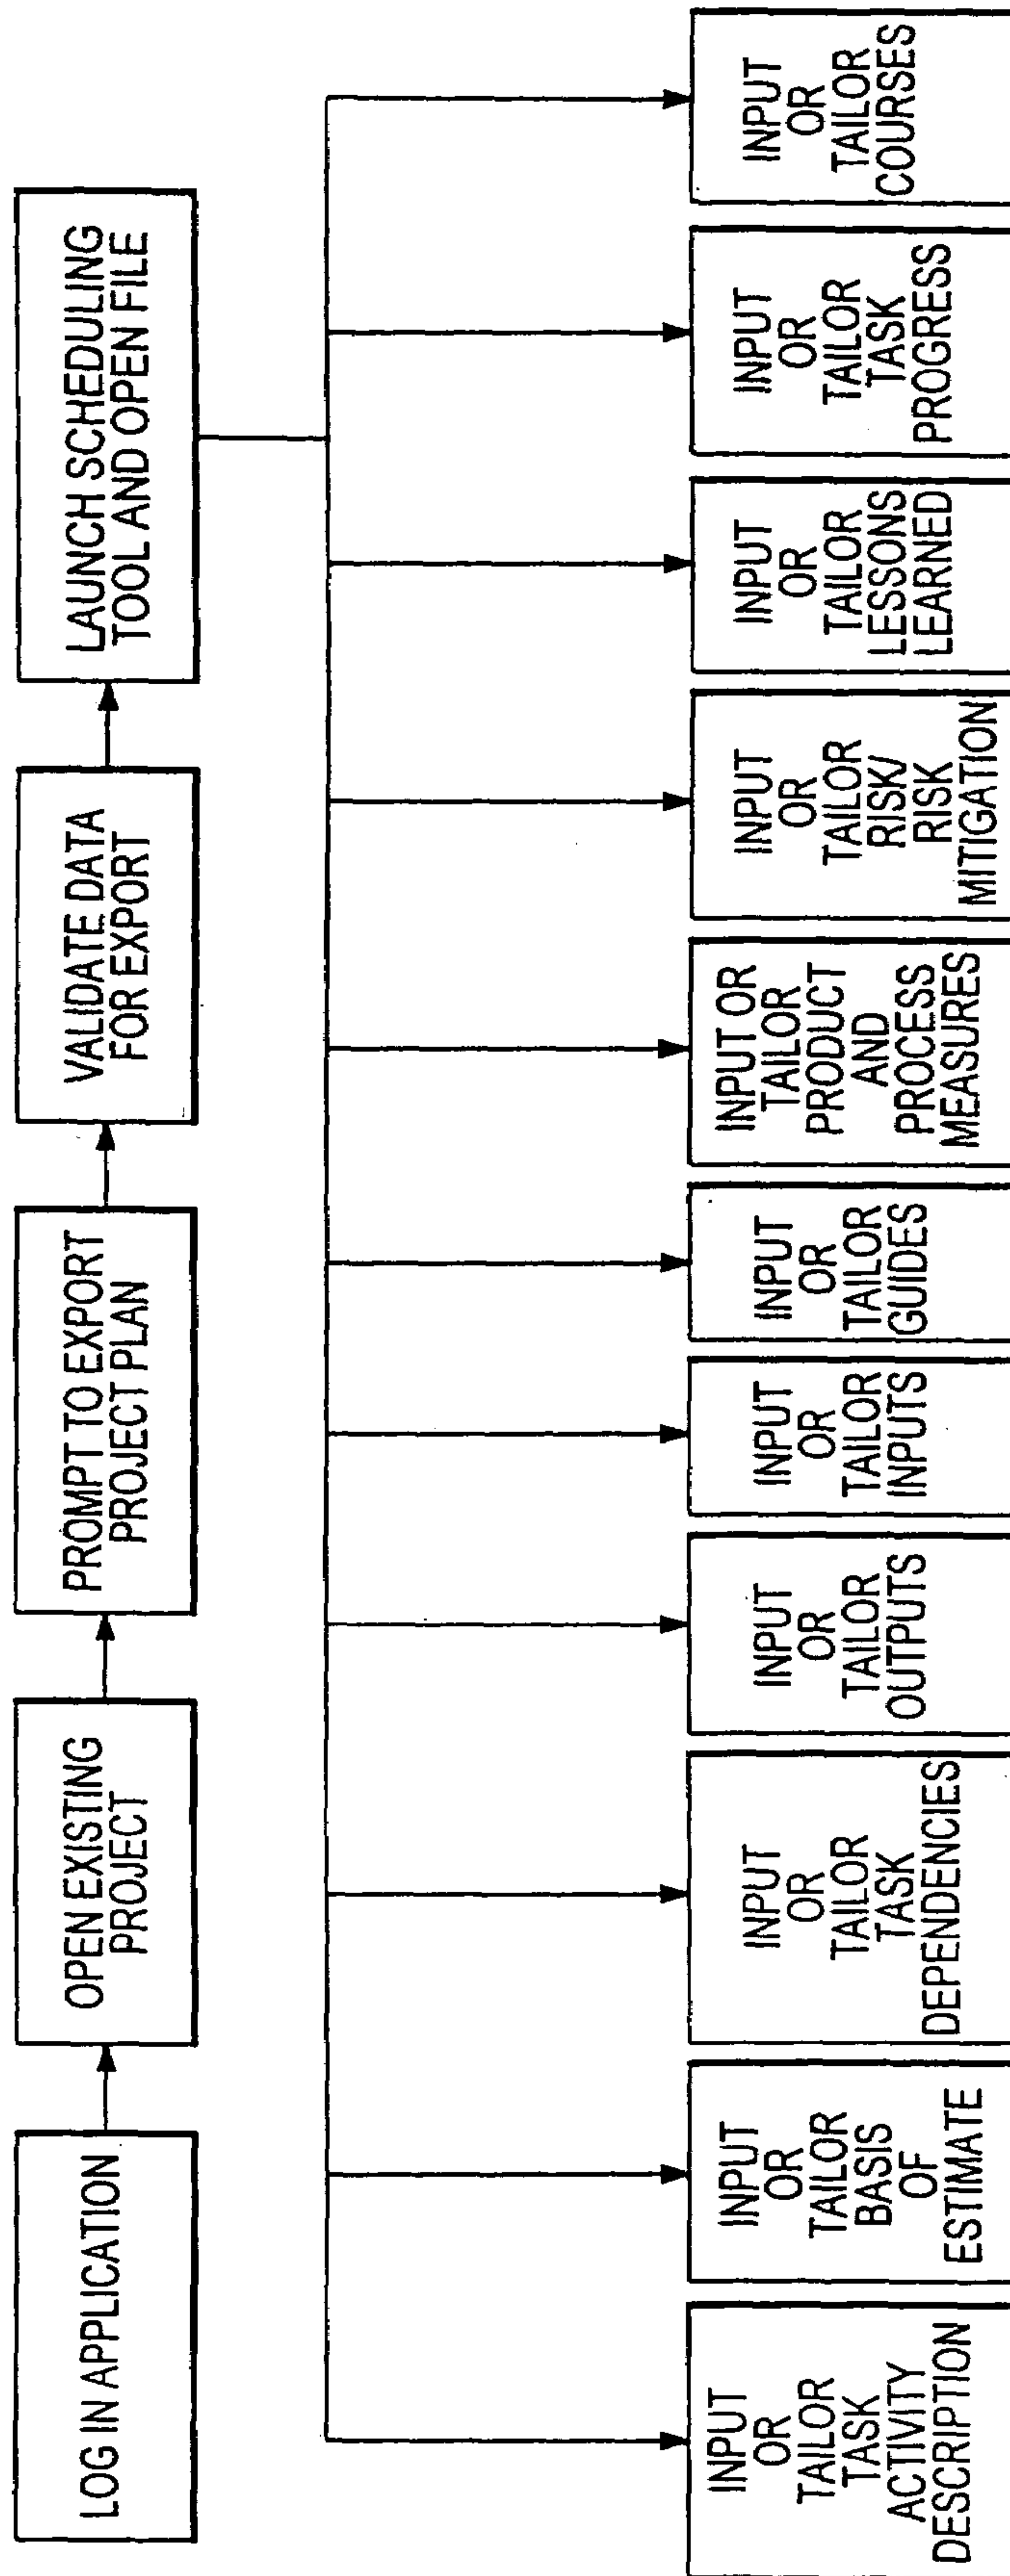 LOG IN APPLICATION
OPEN EXISTING
PROJECT
PROMPT TO EXPORT
PROJECT PLAN
VALIDATE DATA
FOR EXPORT
LAUNCH SCHEDULING
TOOL AND OPEN FILE
INPUT
OR
TAILOR
TASK
ACTIVITY
DESCRIPTION
INPUT
OR
TAILOR
BASIS
OF
ESTIMATE
INPUT
OR
TAILOR
TASK
DEPENDENCIES
INPUT
OR
TAILOR
OUTPUTS
INPUT
OR
TAILOR
INPUTS
INPUT
OR
TAILOR
GUIDES
INPUT OR
TAILOR
PRODUCT
AND
PROCESS
MEASURES
INPUT
OR
TAILOR
RISK/
RISK
MITIGATION
INPUT
OR
TAILOR
LESSONS
LEARNED
INPUT
OR
TAILOR
TASK
PROGRESS
INPUT
OR
TAILOR
COURSES